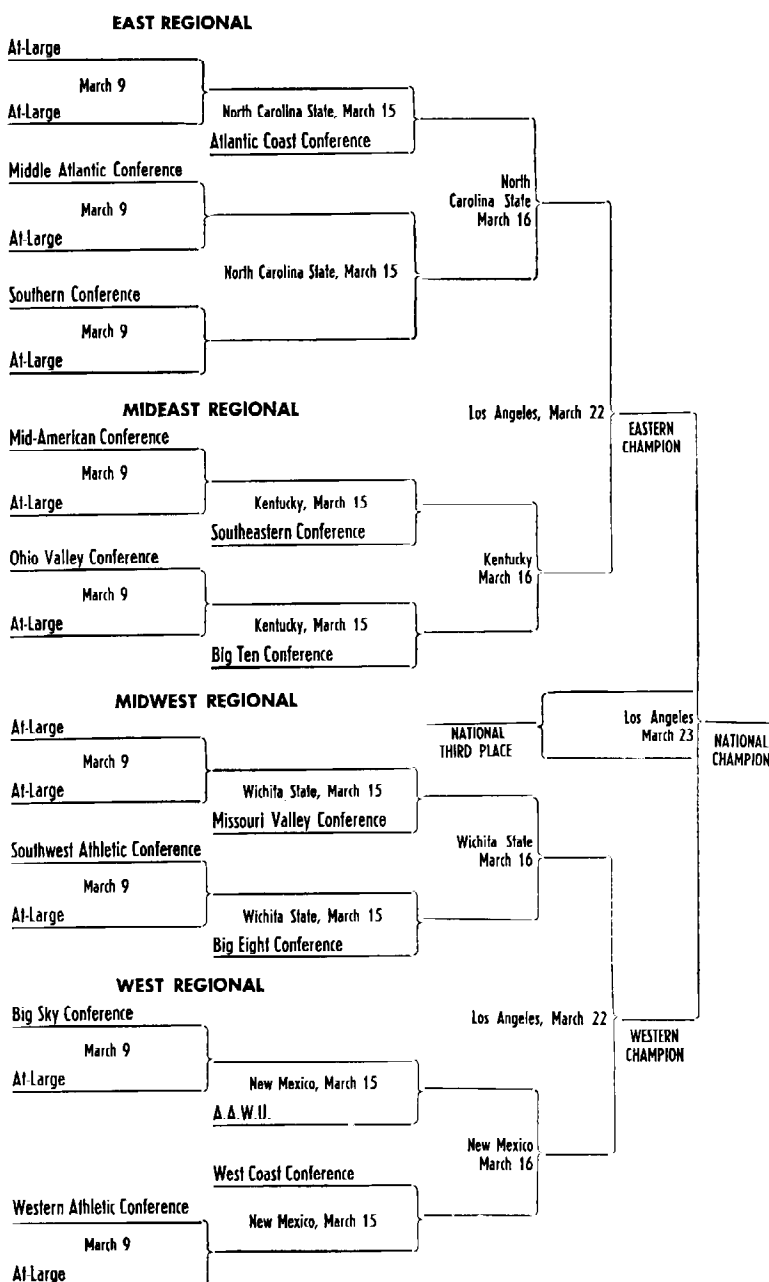 EAST REGIONAL
At-Large
March 9
At-Large
North Carolina State, March 15
Atlantic Coast Conference
Middle Atlantic Conference
March 9
At-Large
North Carolina State, March 15
Southern Conference
March 9
At-Large
North
Carolina State
March 16
MIDEAST REGIONAL
Mid-American Conference
March 9
At-Large
Kentucky, March 15
Southeastern Conference
Ohio Valley Conference
March 9
At-Large
Kentucky, March 15
Big Ten Conference
Kentucky
March 16
Los Angeles, March 22
EASTERN
CHAMPION
MIDWEST REGIONAL
At-Large
March 9
At-Large
Wichita State, March 15
Missouri Valley Conference
Southwest Athletic Conference
March 9
At-Large
Wichita State, March 15
Big Eight Conference
Wichita State
March 16
NATIONAL
THIRD PLACE
Los Angeles
March 23
NATIONAL
CHAMPION
WEST REGIONAL
Big Sky Conference
March 9
At-Large
New Mexico, March 15
A.A.W.U.
West Coast Conference
Western Athletic Conference
March 9
At-Large
New Mexico, March 15
New Mexico
March 16
Los Angeles, March 22
WESTERN
CHAMPION